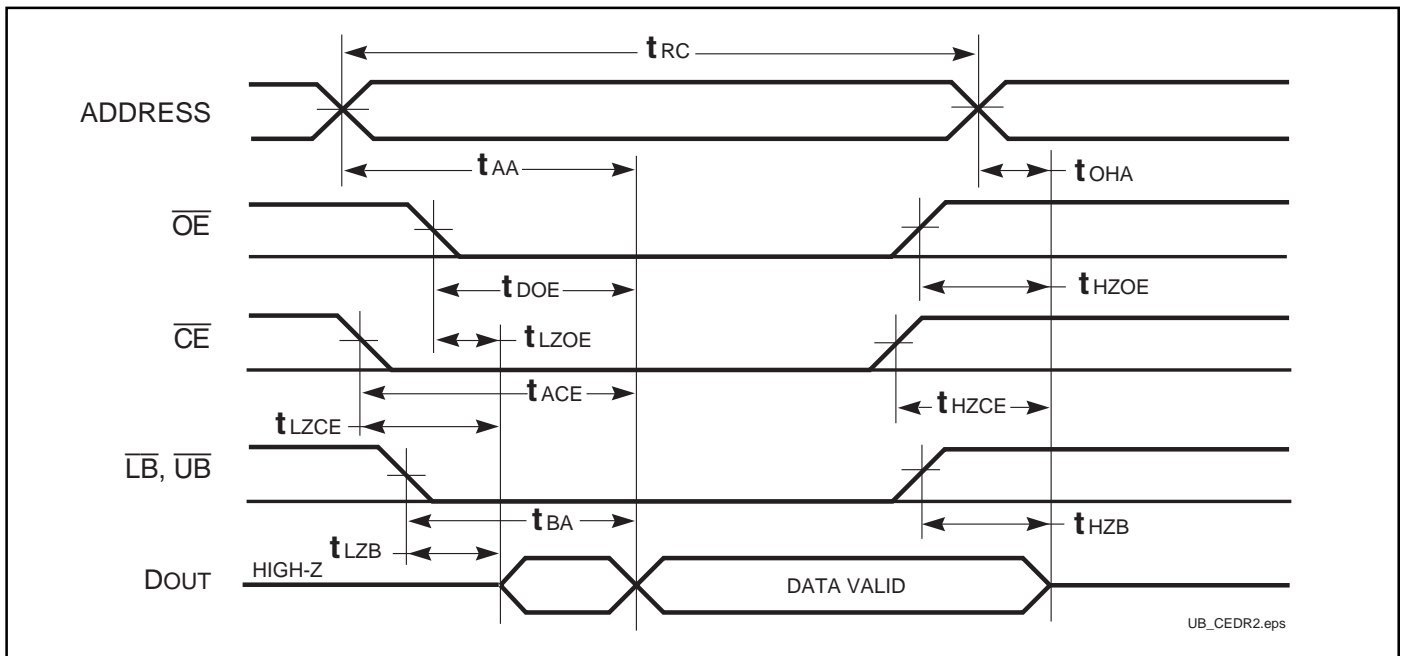 tRC
ADDRESS
tAA
tOHA
OE
tDOE
tHZOE
CE
tLZOE
tACE
tHZCE
tLZCE
LB, UB
tBA
tHZB
tLZB
HIGH-Z
DOUT
DATA VALID
UB_CEDR2.eps